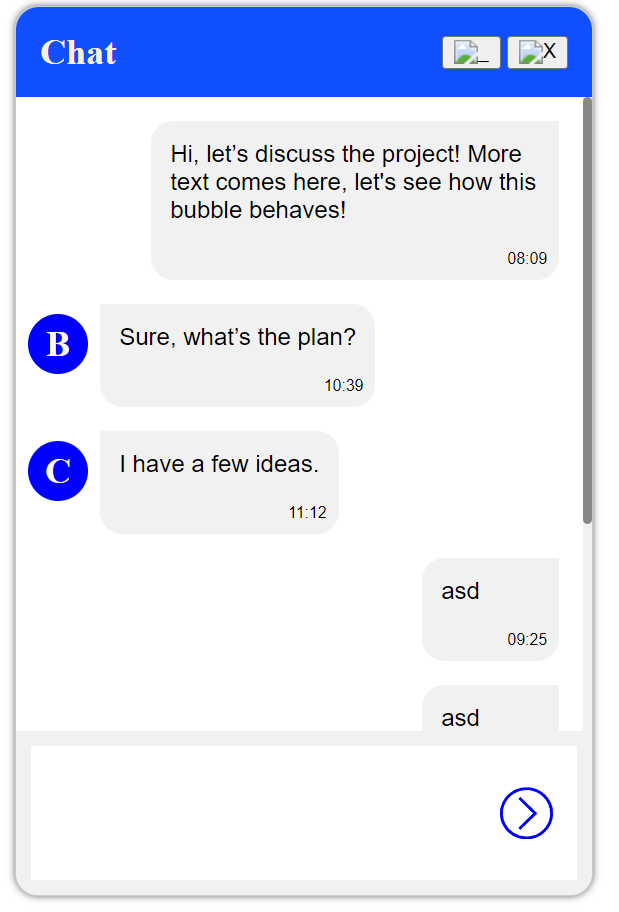 Chat
_ X
Hi, let’s discuss the project! More
text comes here, let's see how this
bubble behaves!
08:09
B
Sure, what’s the plan?
10:39
C
I have a few ideas.
11:12
asd
09:25
asd